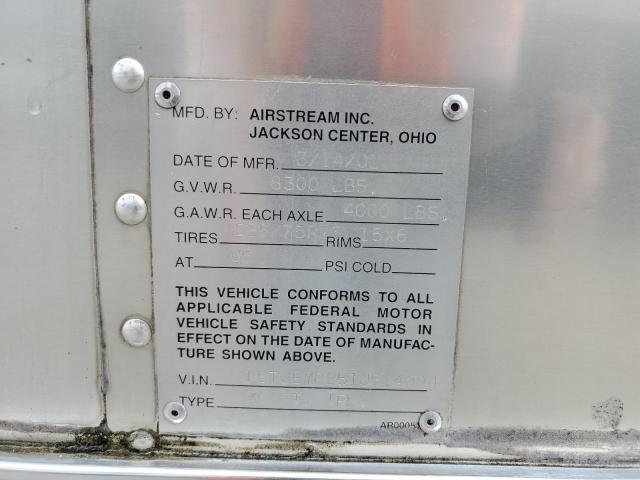 MFD. BY: AIRSTREAM INC.
JACKSON CENTER, OHIO
DATE OF MFR.
G.V.W.R. 8300 LBS.
G.A.W.R. EACH AXLE 4000 LBS.
TIRES RIMS 15X6
AT PSI COLD
THIS VEHICLE CONFORMS TO ALL
APPLICABLE FEDERAL MOTOR
VEHICLE SAFETY STANDARDS IN
EFFECT ON THE DATE OF MANUFAC-
TURE SHOWN ABOVE.
V.I.N.
TYPE